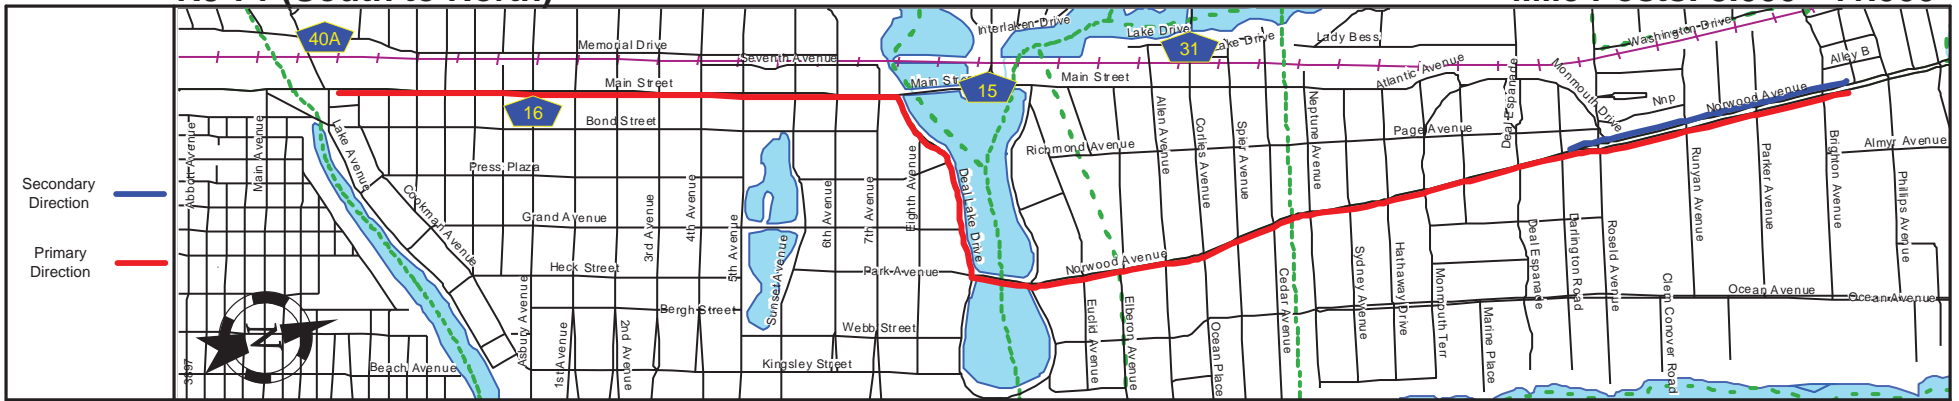 Secondary
Direction
Primary
Direction
40A
16
15
31
Memorial Drive
Seventh Avenue
Main Street
Bond Street
Press Plaza
Grand Avenue
Heck Street
Bergh Street
Webb Street
Kingsley Street
Park Avenue
Beach Avenue
Abbott Avenue
Main Avenue
Lake Avenue
Cookman Avenue
Asbury Avenue
1st Avenue
2nd Avenue
3rd Avenue
4th Avenue
5th Avenue
Sunset Avenue
6th Avenue
7th Avenue
Eighth Avenue
Deal Lake Drive
Interlaken Drive
Lake Drive
Lake Drive
Main Street
Main Street
Richmond Avenue
Norwood Avenue
Euclid Avenue
Elberon Avenue
Allen Avenue
Corlies Avenue
Spier Avenue
Ocean Place
Cedar Avenue
Neptune Avenue
Sydney Avenue
Hathaway Drive
Monmouth Terr
Marine Place
Lady Bess
Atlantic Avenue
Page Avenue
Deal Espanade
Deal Espanade
Monmouth Drive
Washington Drive
Nnp
Norwood Avenue
Alley B
Darlington Road
Roseld Avenue
Clem Conover Road
Runyan Avenue
Parker Avenue
Brighton Avenue
Almyr Avenue
Phillips Avenue
Ocean Avenue
Ocean Avenue
N
3897